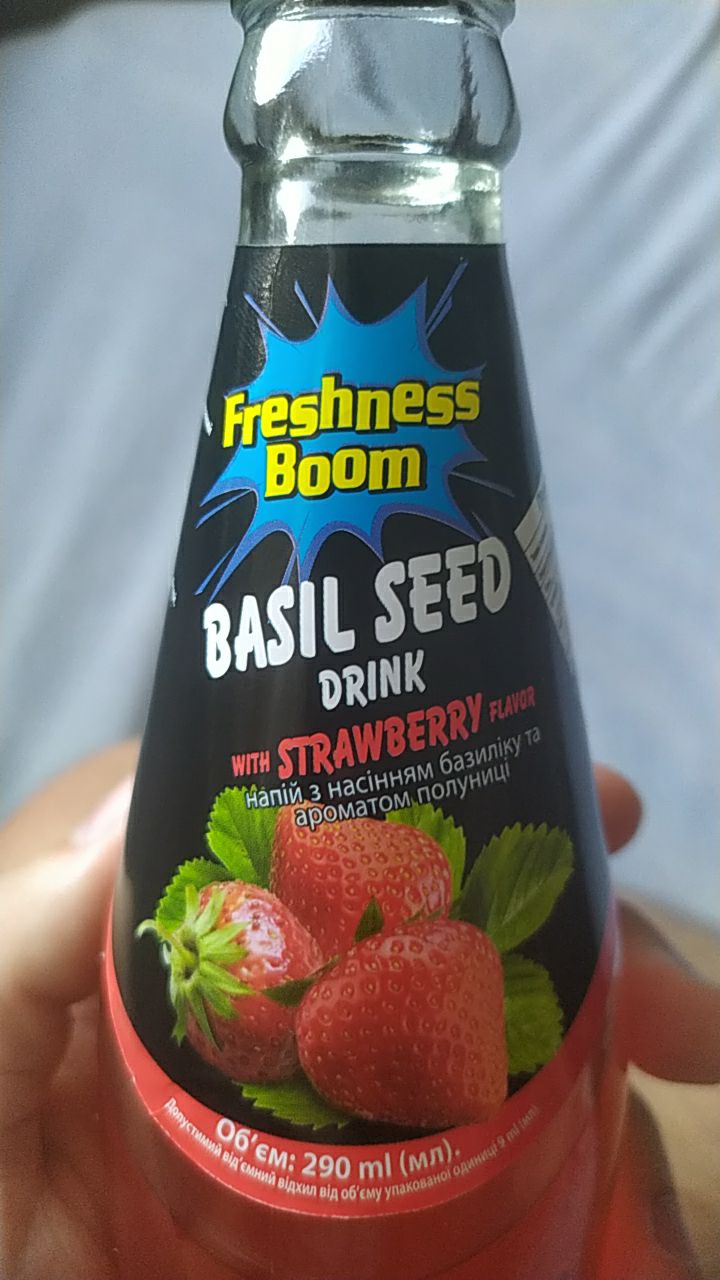 Freshness
Boom
BASIL SEED
DRINK
WITH STRAWBERRY FLAVOR
напій з насінням базиліку та
ароматом полуниці
Об'єм: 290 ml (мл).
Допустимий від'ємний відхил від об'єму упакованої одиниці 9 ml (мл)